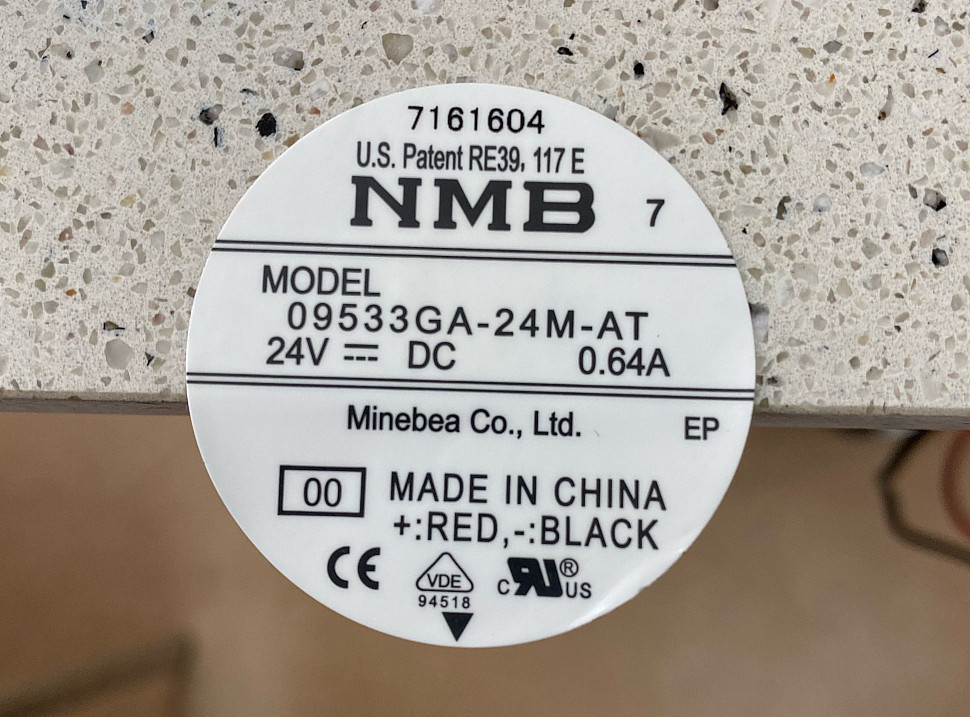 7161604
U.S. Patent RE39, 117 E
NMB 7
MODEL
09533GA-24M-AT
24V ⎓ DC 0.64A
Minebea Co., Ltd. EP
00 MADE IN CHINA
+:RED,-:BLACK
CE VDE C RU® US
94518